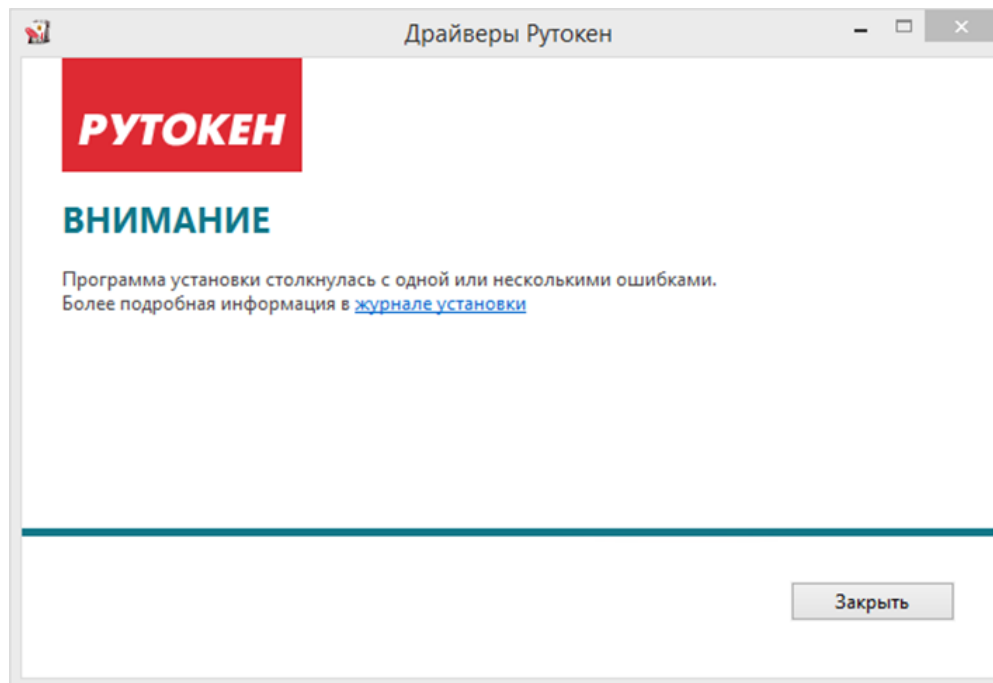 Драйверы Рутокен
РУТОКЕН
ВНИМАНИЕ
Программа установки столкнулась с одной или несколькими ошибками.
Более подробная информация в журнале установки
Закрыть